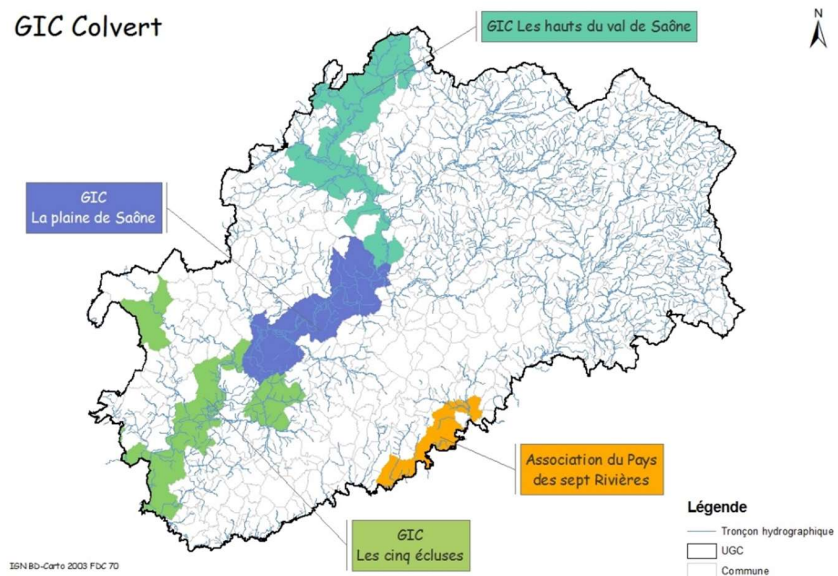 GIC Colvert
GIC Les hauts du val de Saône
N
GIC
La plaine de Saône
Association du Pays
des sept Rivières
GIC
Les cinq écluses
Légende
Tronçon hydrographique
UGC
Commune
IGN BD-Carto 2003 FDC 70